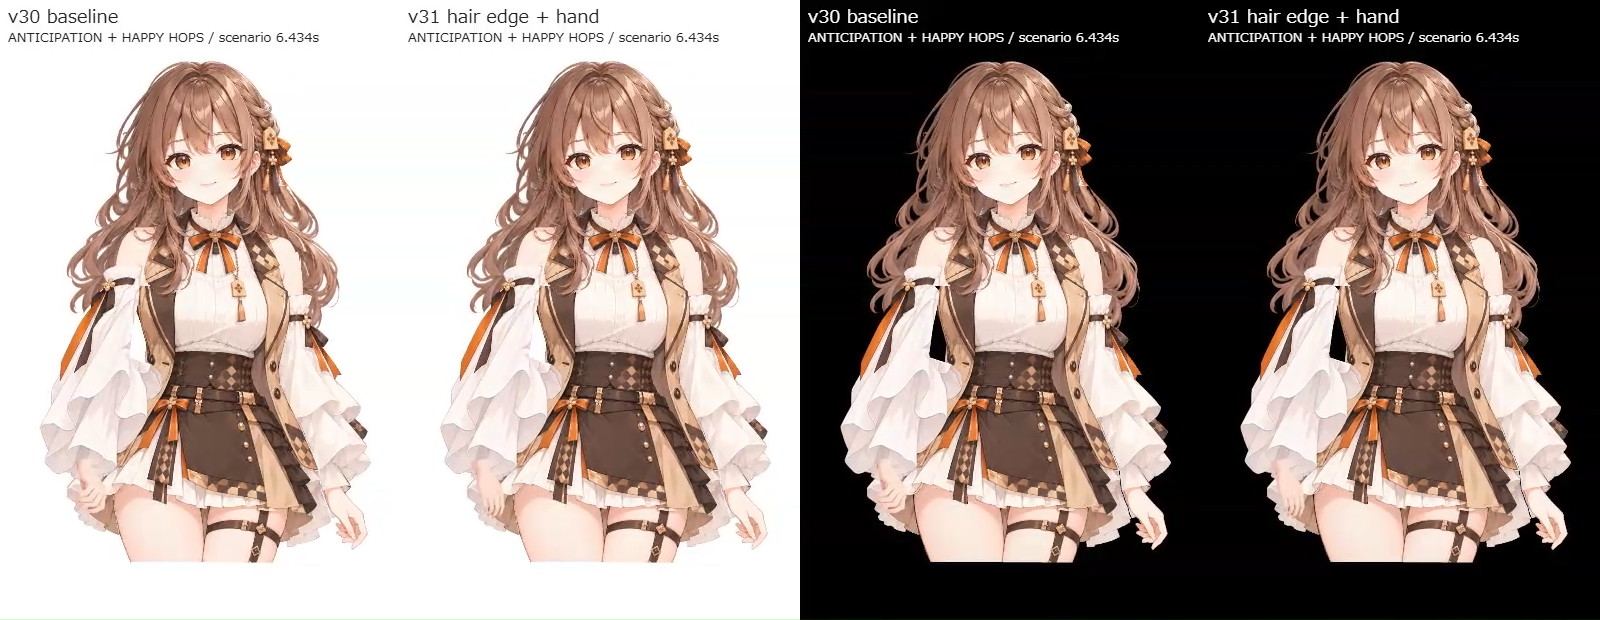 v30 baseline
ANTICIPATION + HAPPY HOPS / scenario 6.434s
v31 hair edge + hand
ANTICIPATION + HAPPY HOPS / scenario 6.434s
v30 baseline
ANTICIPATION + HAPPY HOPS / scenario 6.434s
v31 hair edge + hand
ANTICIPATION + HAPPY HOPS / scenario 6.434s